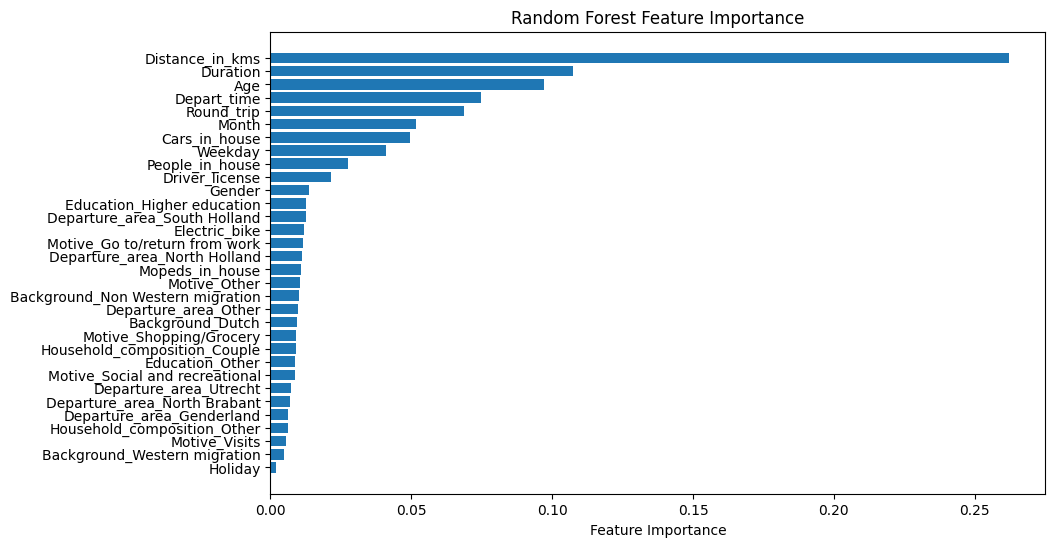 Random Forest Feature Importance
Distance_in_kms
Duration
Age
Depart_time
Round_trip
Month
Cars_in_house
Weekday
People_in_house
Driver_license
Gender
Education_Higher education
Departure_area_South Holland
Electric_bike
Motive_Go to/return from work
Departure_area_North Holland
Mopeds_in_house
Motive_Other
Background_Non Western migration
Departure_area_Other
Background_Dutch
Motive_Shopping/Grocery
Household_composition_Couple
Education_Other
Motive_Social and recreational
Departure_area_Utrecht
Departure_area_North Brabant
Departure_area_Genderland
Household_composition_Other
Motive_Visits
Background_Western migration
Holiday
0.00 0.05 0.10 0.15 0.20 0.25
Feature Importance